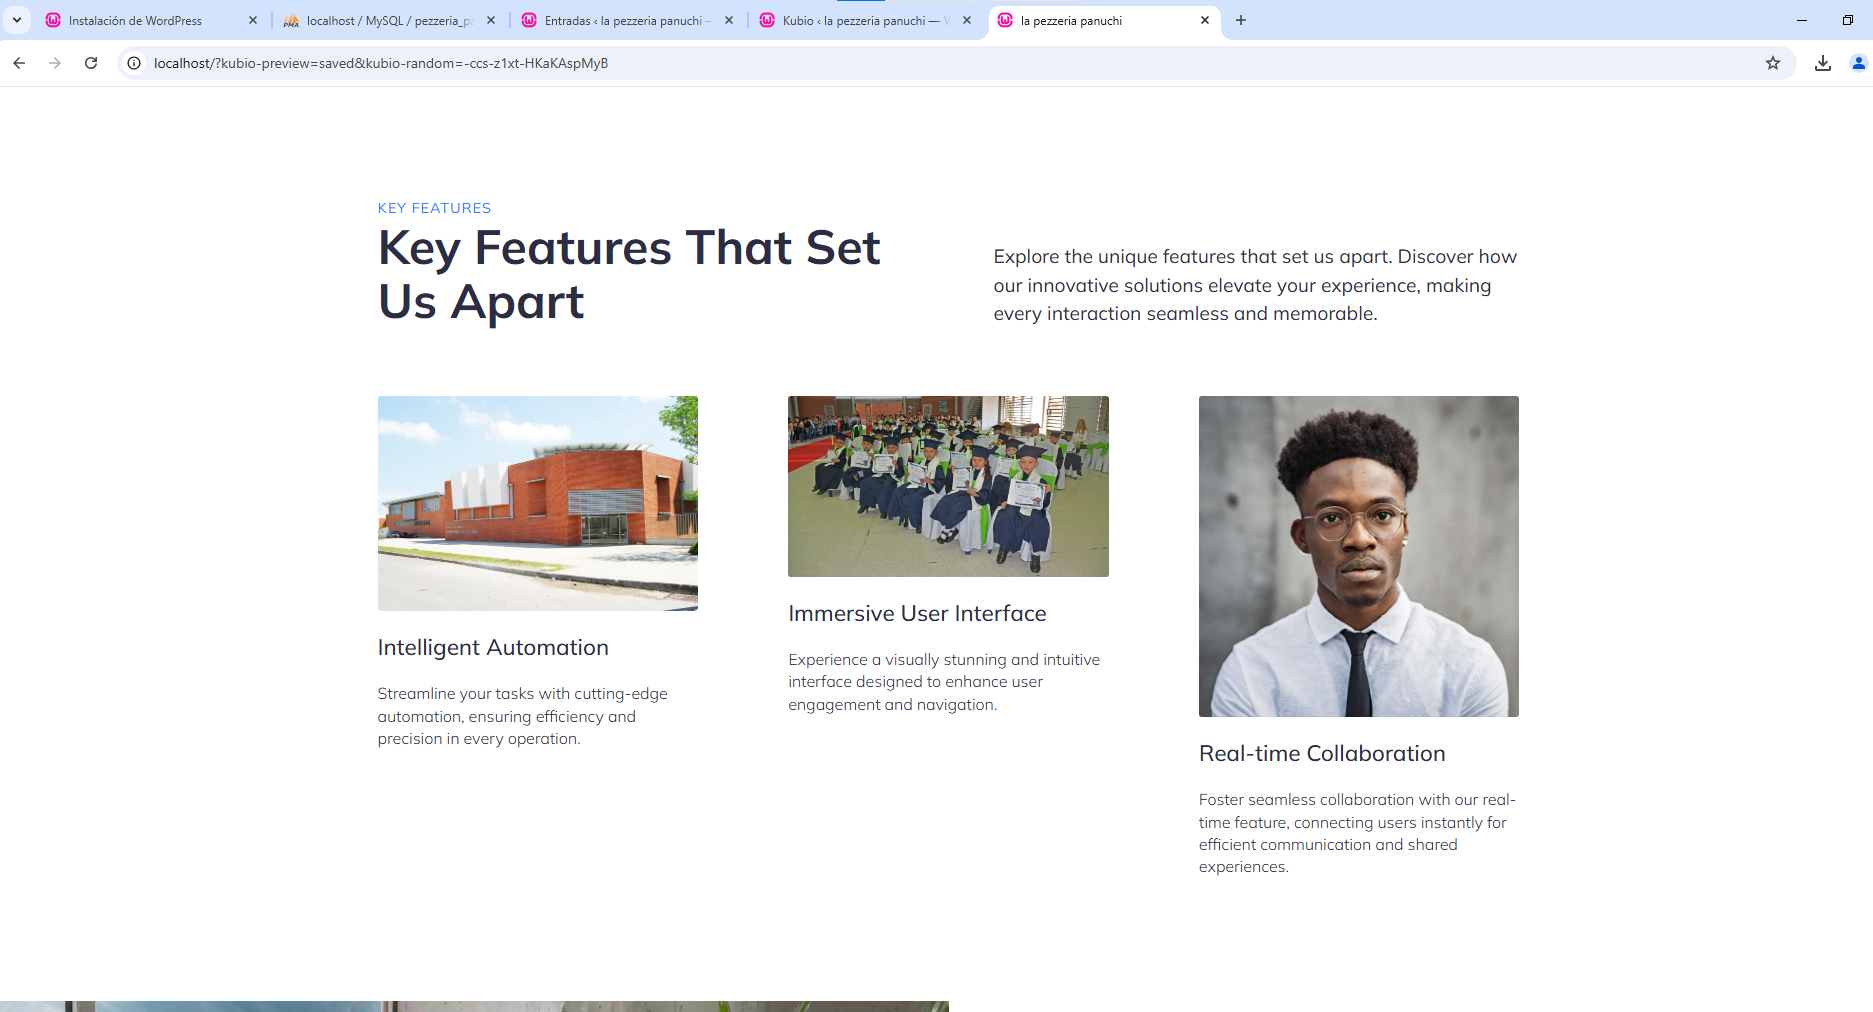 Instalación de WordPress
localhost / MySQL / pezzeria_p
Entradas ‹ la pezzeria panuchi
Kubio ‹ la pezzeria panuchi —
la pezzeria panuchi
localhost/?kubio-preview=saved&kubio-random=-ccs-z1xt-HKaKAspMyB
KEY FEATURES
Key Features That Set
Us Apart
Explore the unique features that set us apart. Discover how
our innovative solutions elevate your experience, making
every interaction seamless and memorable.
Intelligent Automation
Streamline your tasks with cutting-edge
automation, ensuring efficiency and
precision in every operation.
Immersive User Interface
Experience a visually stunning and intuitive
interface designed to enhance user
engagement and navigation.
Real-time Collaboration
Foster seamless collaboration with our real-
time feature, connecting users instantly for
efficient communication and shared
experiences.